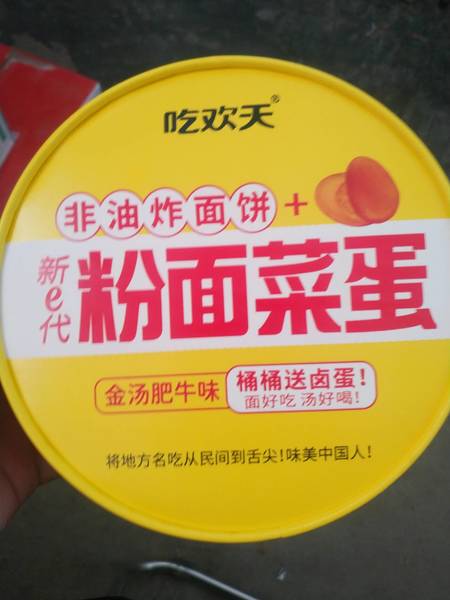 吃欢天®
非油炸面饼+
新e代
粉面菜蛋
金汤肥牛味
桶桶送卤蛋!
面好吃 汤好喝!
将地方名吃从民间到舌尖!味美中国人!